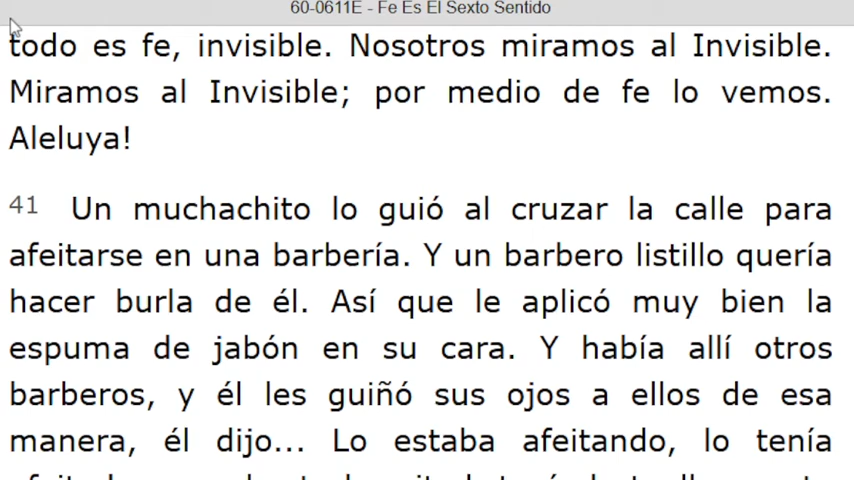 60-0611E - Fe Es El Sexto Sentido
todo es fe, invisible. Nosotros miramos al Invisible.
Miramos al Invisible; por medio de fe lo vemos.
Aleluya!
41 Un muchachito lo guió al cruzar la calle para
afeitarse en una barbería. Y un barbero listillo quería
hacer burla de él. Así que le aplicó muy bien la
espuma de jabón en su cara. Y había allí otros
barberos, y él les guiñó sus ojos a ellos de esa
manera, él dijo... Lo estaba afeitando, lo tenía